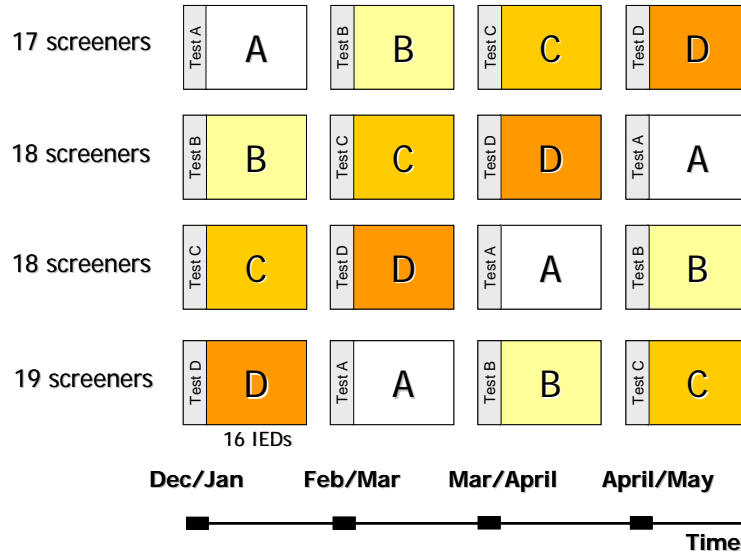 17 screeners Test A A Test B B Test C C Test D D
18 screeners Test B B Test C C Test D D Test A A
18 screeners Test C C Test D D Test A A Test B B
19 screeners Test D D Test A A Test B B Test C C
16 IEDs
Dec/Jan Feb/Mar Mar/April April/May
Time